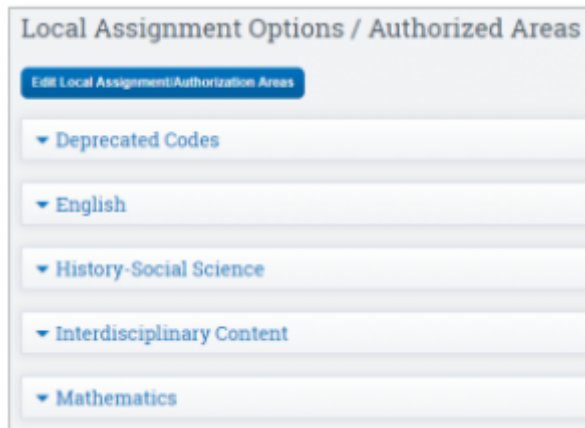 Local Assignment Options / Authorized Areas
Edit Local Assignment/Authorization Areas
Deprecated Codes
English
History-Social Science
Interdisciplinary Content
Mathematics